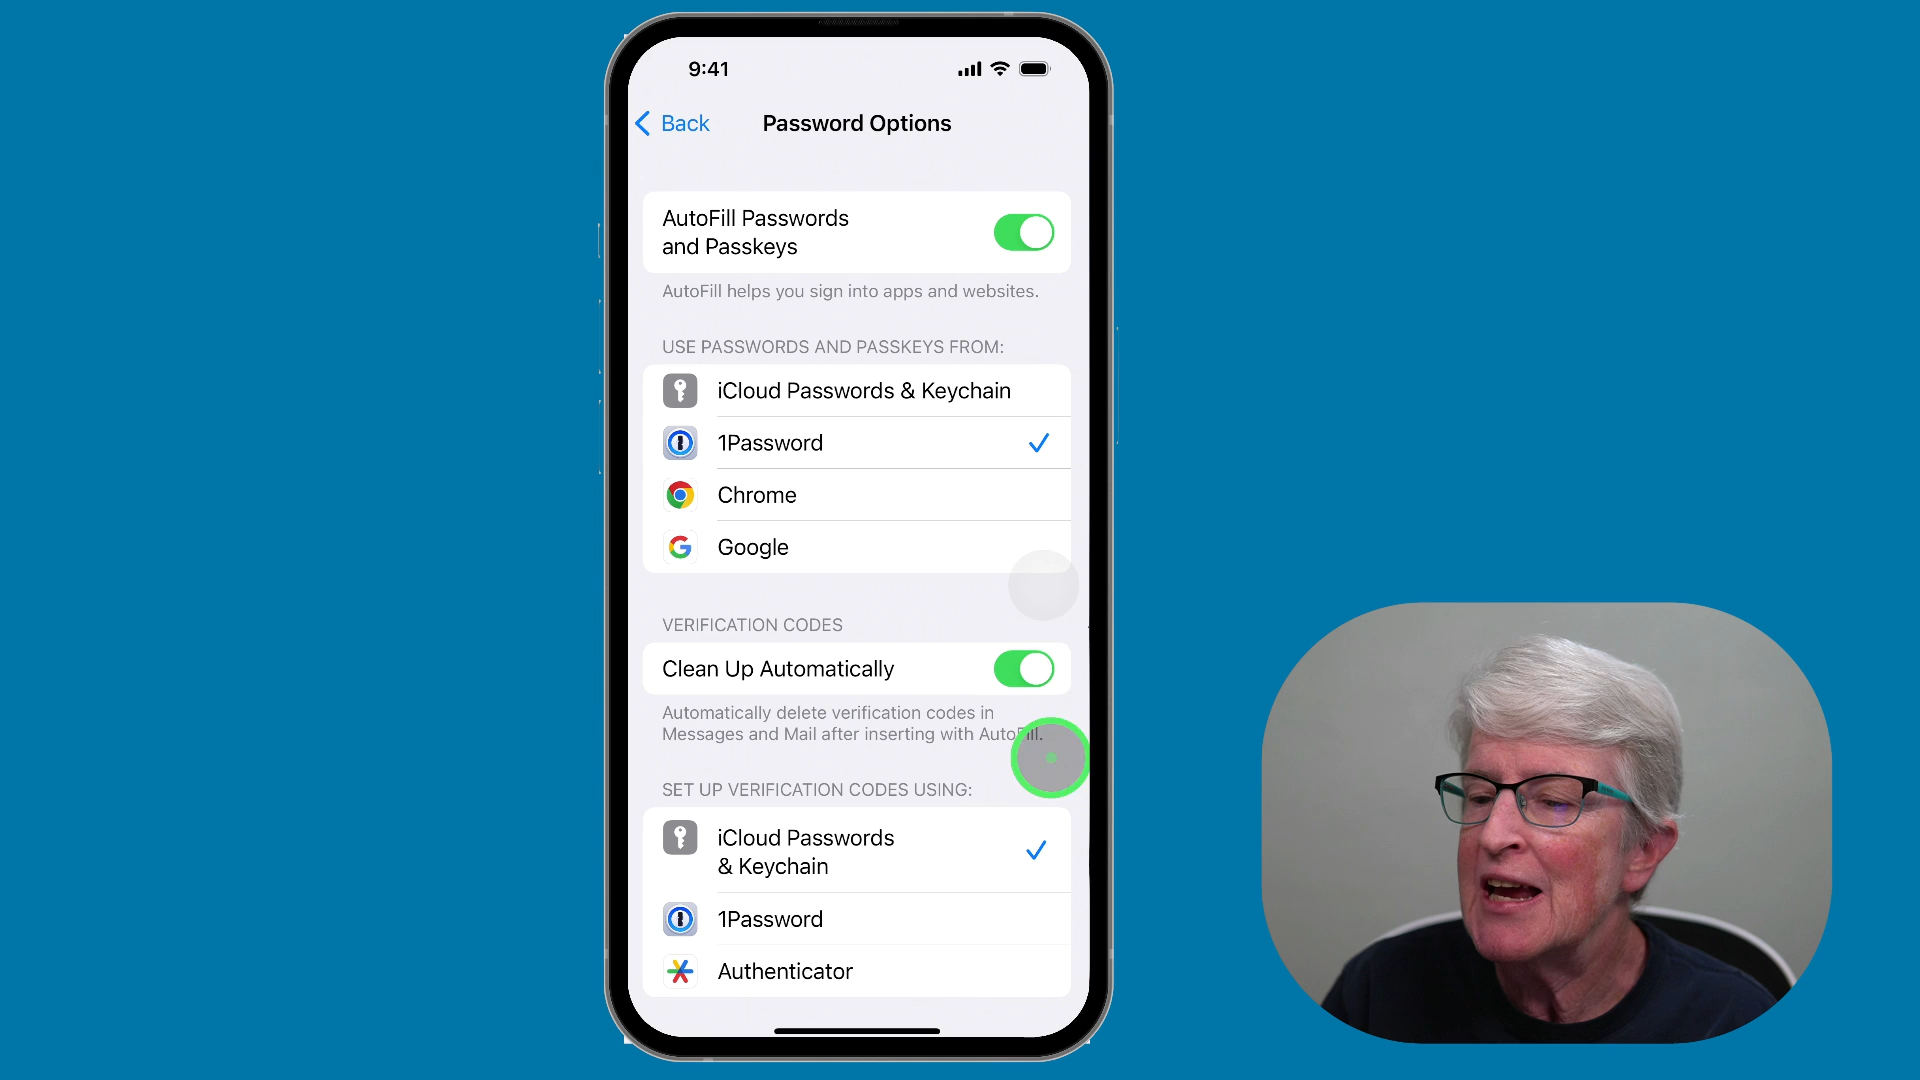 9:41
Back
Password Options
AutoFill Passwords
and Passkeys
AutoFill helps you sign into apps and websites.
USE PASSWORDS AND PASSKEYS FROM:
iCloud Passwords & Keychain
1Password
Chrome
Google
VERIFICATION CODES
Clean Up Automatically
Automatically delete verification codes in
Messages and Mail after inserting with AutoFill.
SET UP VERIFICATION CODES USING:
iCloud Passwords
& Keychain
1Password
Authenticator